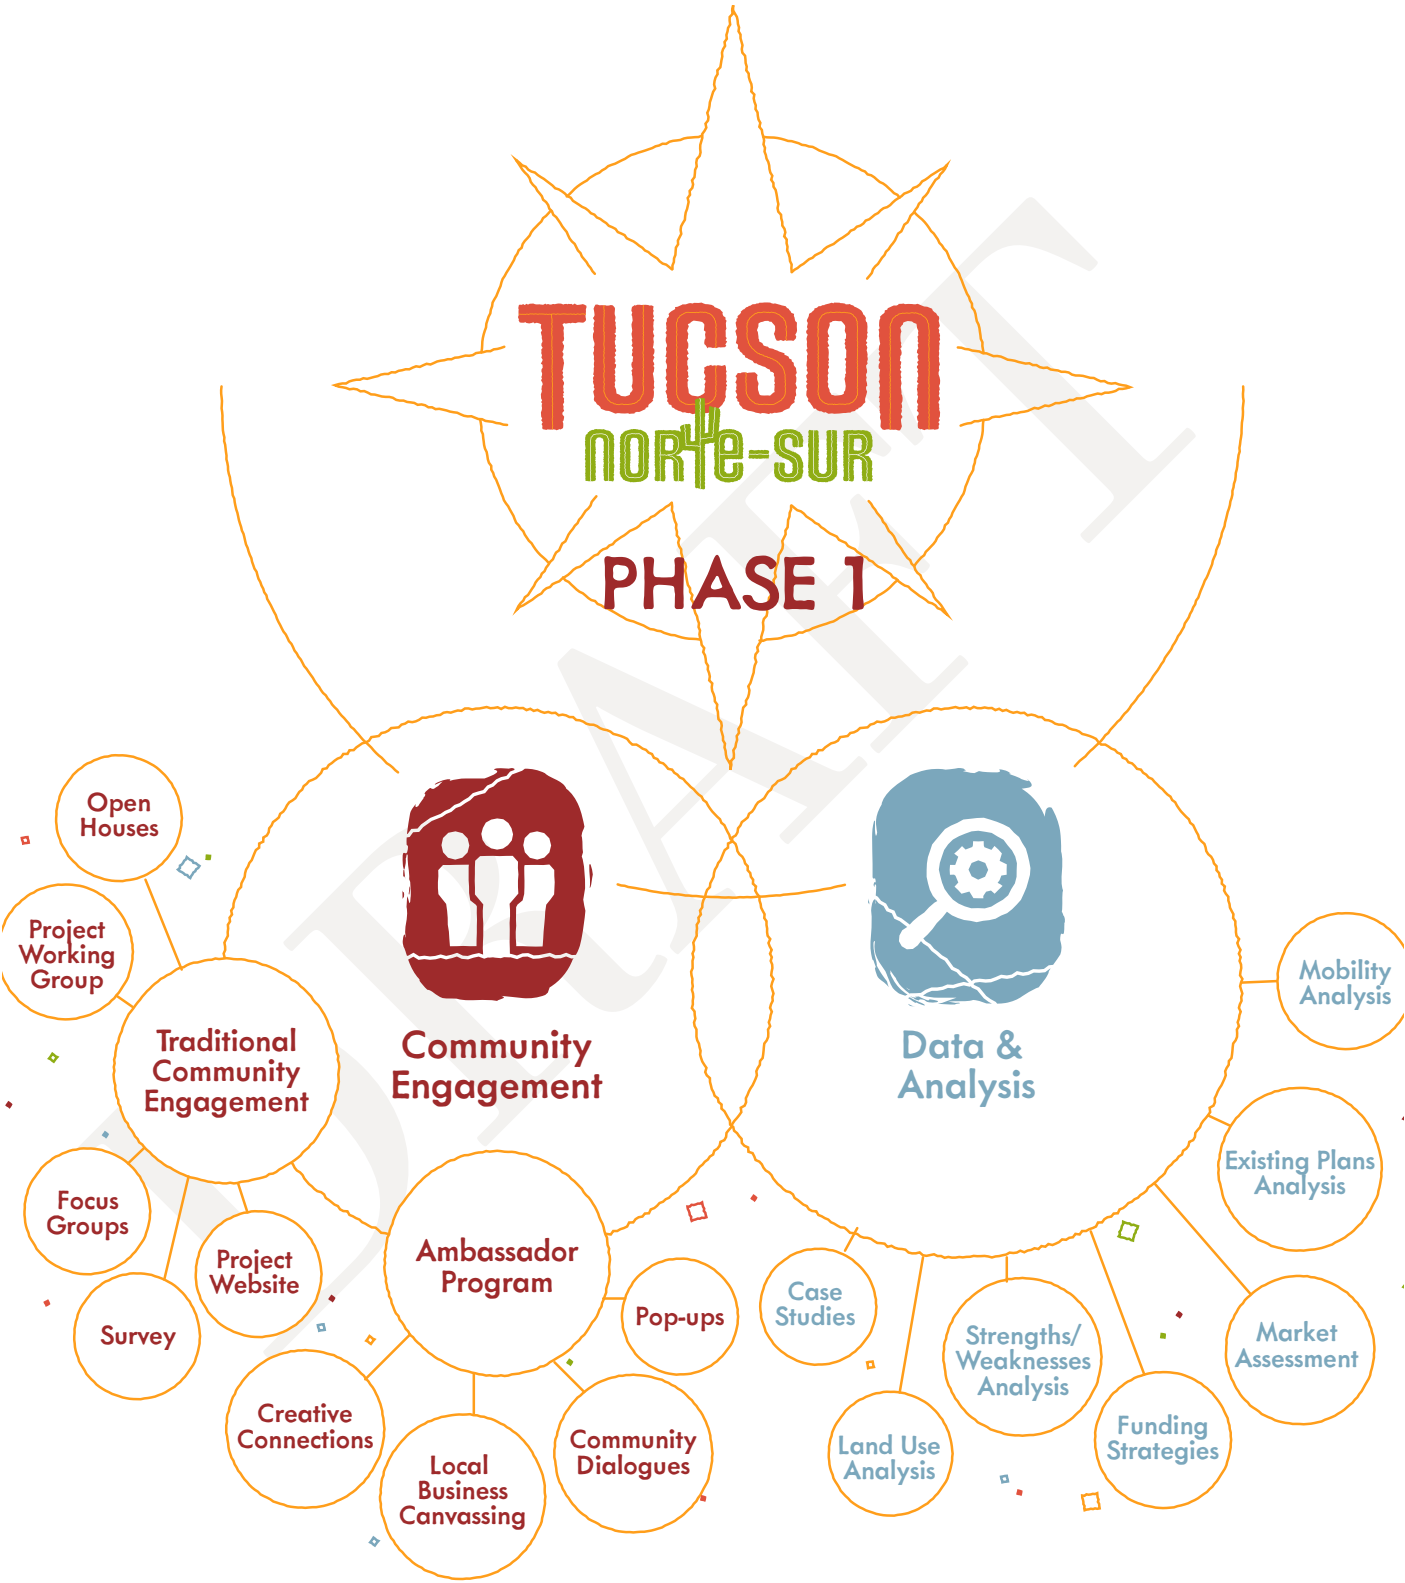 TUCSON
NORTE-SUR
PHASE 1
DRAFT
Community
Engagement
Data &
Analysis
Open
Houses
Project
Working
Group
Traditional
Community
Engagement
Focus
Groups
Survey
Project
Website
Ambassador
Program
Creative
Connections
Local
Business
Canvassing
Community
Dialogues
Pop-ups
Case
Studies
Land Use
Analysis
Strengths/
Weaknesses
Analysis
Funding
Strategies
Market
Assessment
Existing Plans
Analysis
Mobility
Analysis